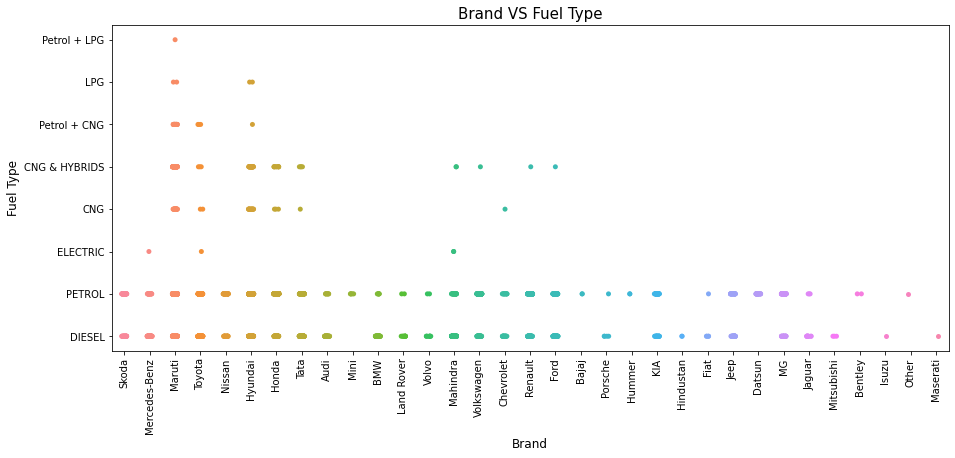 Brand VS Fuel Type
Fuel Type
Petrol + LPG
LPG
Petrol + CNG
CNG & HYBRIDS
CNG
ELECTRIC
PETROL
DIESEL
Skoda
Mercedes-Benz
Maruti
Toyota
Nissan
Hyundai
Honda
Tata
Audi
Mini
BMW
Land Rover
Volvo
Mahindra
Volkswagen
Chevrolet
Renault
Ford
Bajaj
Porsche
Hummer
KIA
Hindustan
Fiat
Jeep
Datsun
MG
Jaguar
Mitsubishi
Bentley
Isuzu
Other
Maserati
Brand